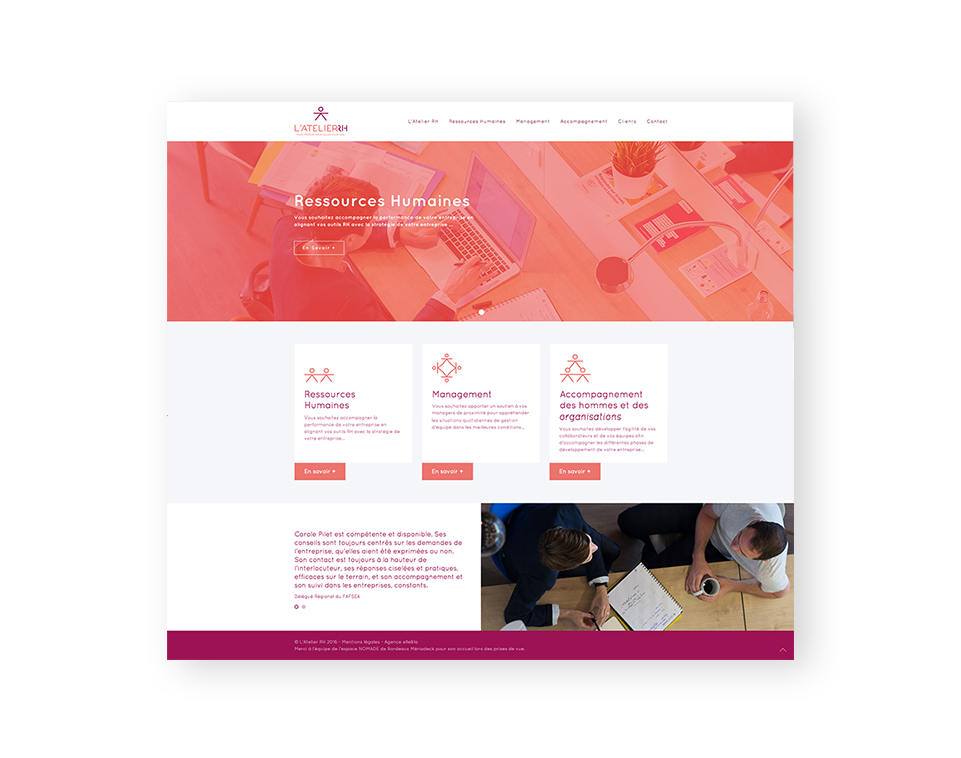 L'ATELIERRH
L'Atelier RH
Ressources Humaines
Management
Accompagnement
Clients
Contact
Ressources Humaines
Vous souhaitez accompagner la performance de votre entreprise en
alignant vos outils RH avec la stratégie de votre entreprise ...
En Savoir +
Ressources
Humaines
Vous souhaitez accompagner la
performance de votre entreprise en
alignant vos outils RH avec la stratégie de
votre entreprise...
En savoir +
Management
Vous souhaitez apporter un soutien à vos
managers de proximité pour appréhender
les situations quotidiennes de gestion
d'équipe dans les meilleures conditions...
En savoir +
Accompagnement
des hommes et des
organisations
Vous souhaitez développer l'agilité de vos
collaborateurs et de vos équipes afin
d'accompagner les différentes phases de
développement de votre entreprise...
En savoir +
Carole Pilet est compétente et disponible. Ses
conseils sont toujours centrés sur les demandes de
l'entreprise, qu'elles aient été exprimées ou non.
Son contact est toujours à la hauteur de
l'interlocuteur, ses réponses ciselées et pratiques,
efficaces sur le terrain, et son accompagnement et
son suivi dans les entreprises, constants.
Délégué Régional du FAFSEA
© L'Atelier RH 2016 - Mentions légales - Agence
Merci à l'équipe de l'espace NOMADE de Bordeaux Mériadeck pour son accueil lors des prises de vue.